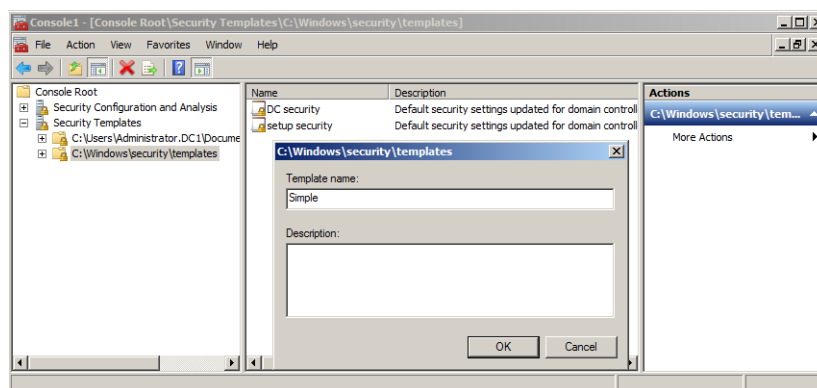 Console1 - [Console Root\Security Templates\C:\Windows\security\templates]
File Action View Favorites Window Help
Console Root
Security Configuration and Analysis
Security Templates
C:\Users\Administrator.DC1\Docume
C:\Windows\security\templates
Name Description
DC security Default security settings updated for domain controll
setup security Default security settings updated for domain controll
C:\Windows\security\templates
Template name:
Simple
Description:
OK Cancel
Actions
C:\Windows\security\tem...
More Actions